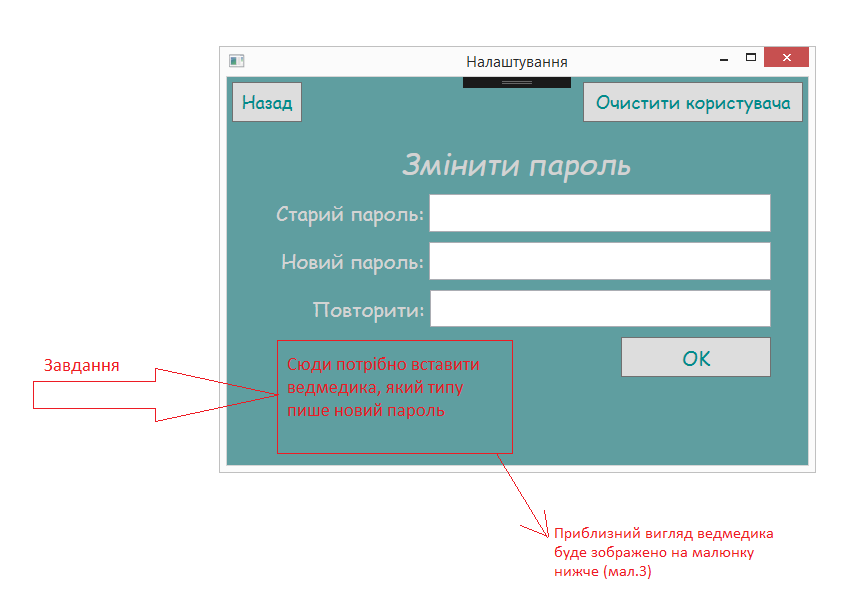 Налаштування
Назад
Очистити користувача
Змінити пароль
Старий пароль:
Новий пароль:
Повторити:
OK
Завдання
Сюди потрібно вставити
ведмедика, який типу
пише новий пароль
Приблизний вигляд ведмедика
буде зображено на малюнку
нижче (мал.3)